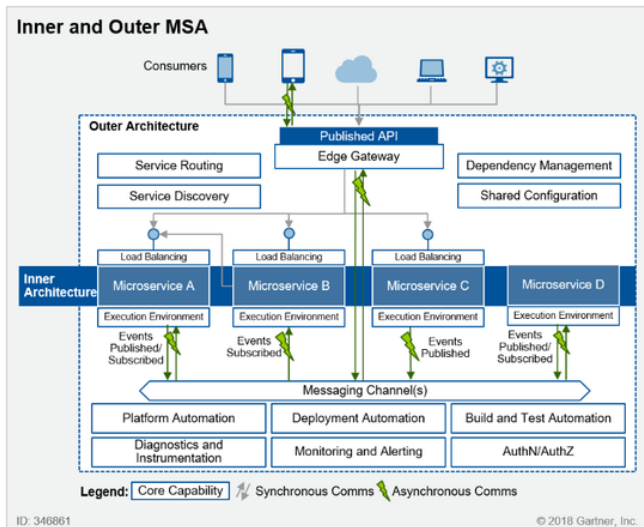 Inner and Outer MSA
Consumers
Outer Architecture
Published API
Edge Gateway
Service Routing
Dependency Management
Service Discovery
Shared Configuration
Load Balancing
Load Balancing
Load Balancing
Inner
Architecture
Microservice A
Microservice B
Microservice C
Microservice D
Execution Environment
Execution Environment
Execution Environment
Execution Environment
Events
Published/
Subscribed
Events
Subscribed
Events
Published
Events
Published/
Subscribed
Messaging Channel(s)
Platform Automation
Deployment Automation
Build and Test Automation
Diagnostics and
Instrumentation
Monitoring and Alerting
AuthN/AuthZ
Legend: Core Capability Synchronous Comms Asynchronous Comms
ID: 346861
© 2018 Gartner, Inc.